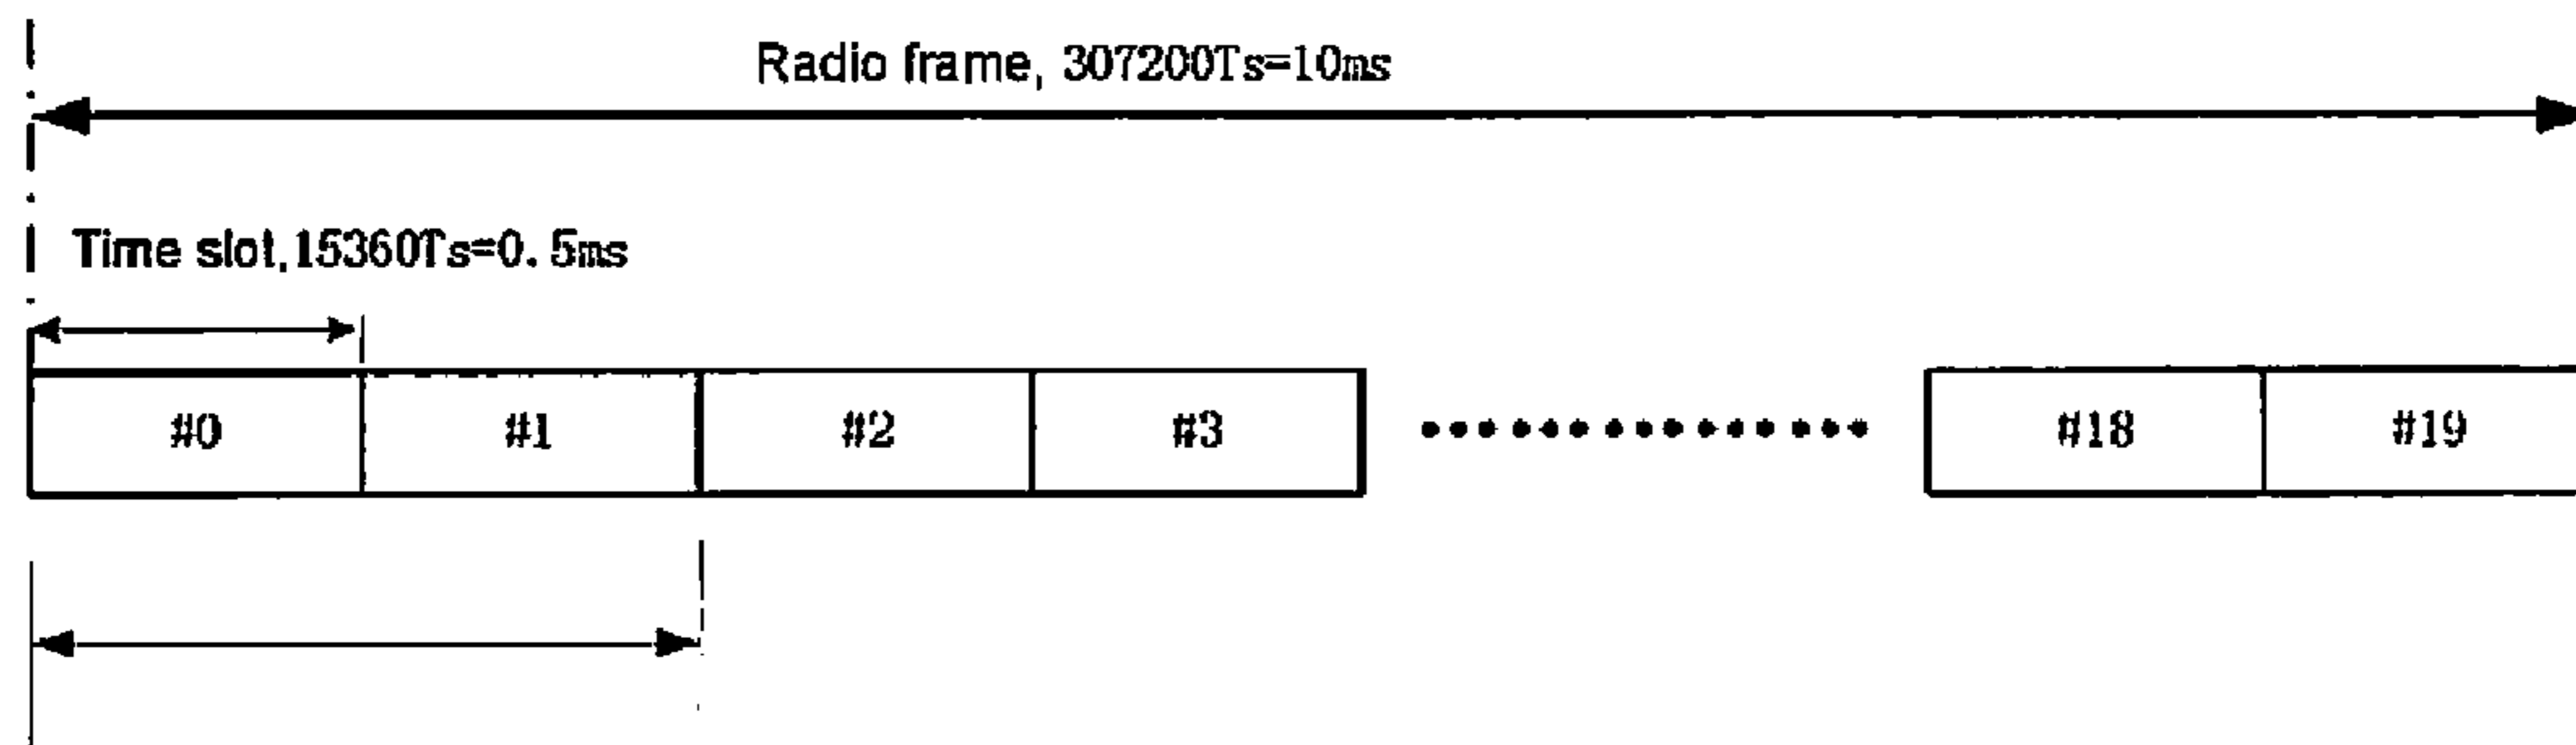 Radio frame, 307200Ts=10ms
Time slot,15360Ts=0.5ms
#0 #1 #2 #3 #18 #19